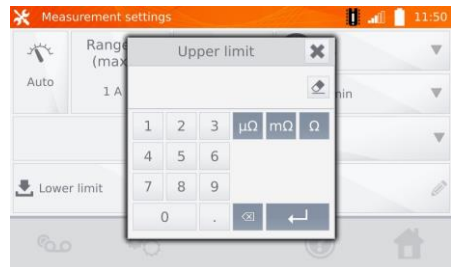 Measurement settings 11:50
Range
(max
Auto
1 A
Upper limit
min
1 2 3 μΩ mΩ Ω
4 5 6
7 8 9
0 .
Lower limit